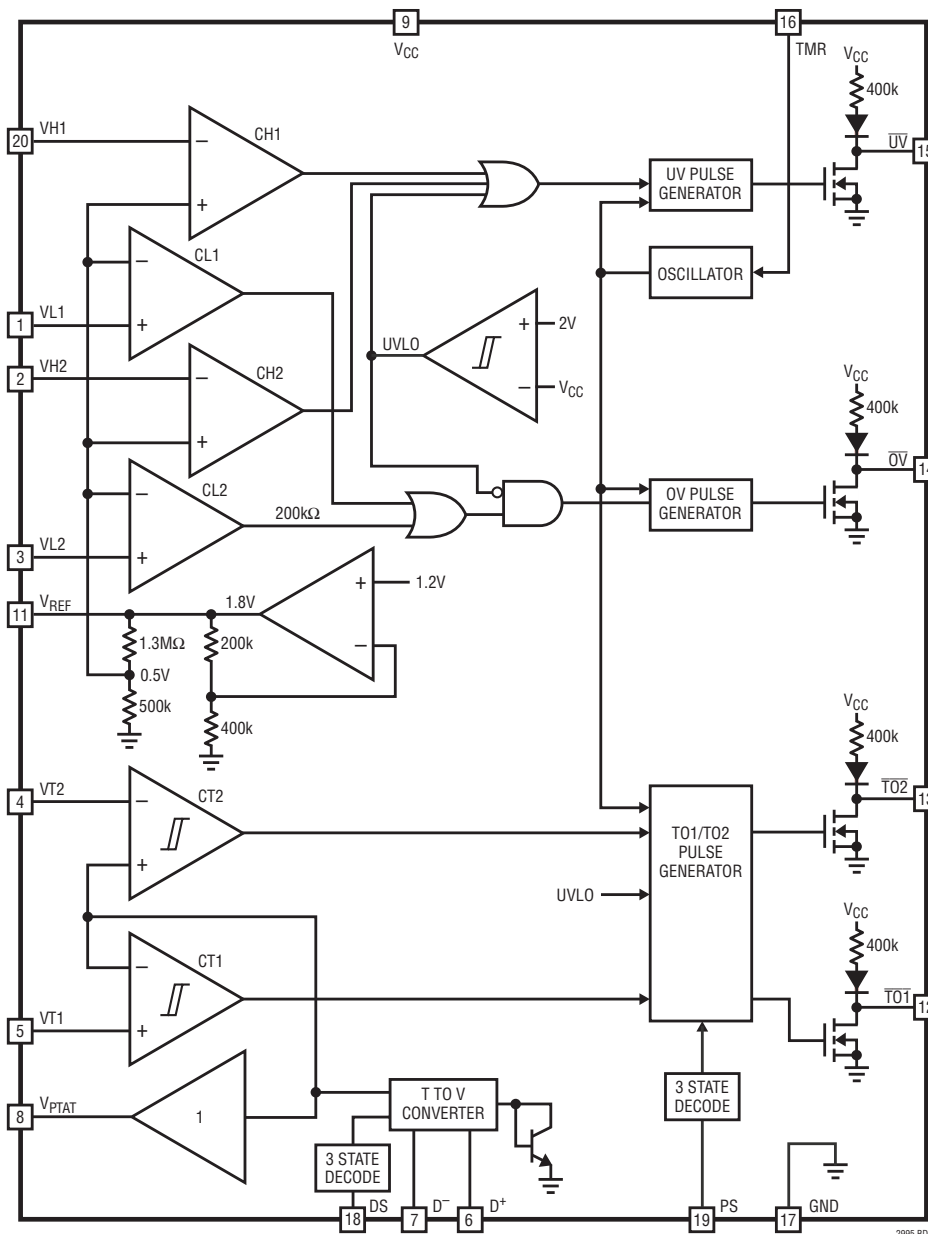 9
VCC
16
TMR
VCC
400k
UV
15
20
VH1
−
+
CH1
UV PULSE
GENERATOR
CL1
−
+
1
VL1
OSCILLATOR
2
VH2
−
+
CH2
UVLO
+
−
2V
VCC
VCC
400k
OV
14
CL2
−
+
200kΩ
3
VL2
OV PULSE
GENERATOR
11
VREF
1.8V
+
−
1.2V
1.3MΩ
200k
0.5V
500k
400k
VCC
400k
TO2
13
4
VT2
−
+
CT2
TO1/TO2
PULSE
GENERATOR
UVLO
VCC
400k
TO1
12
CT1
−
+
5
VT1
8
VPTAT
1
T TO V
CONVERTER
3 STATE
DECODE
3 STATE
DECODE
18
DS
7
D−
6
D+
19
PS
17
GND